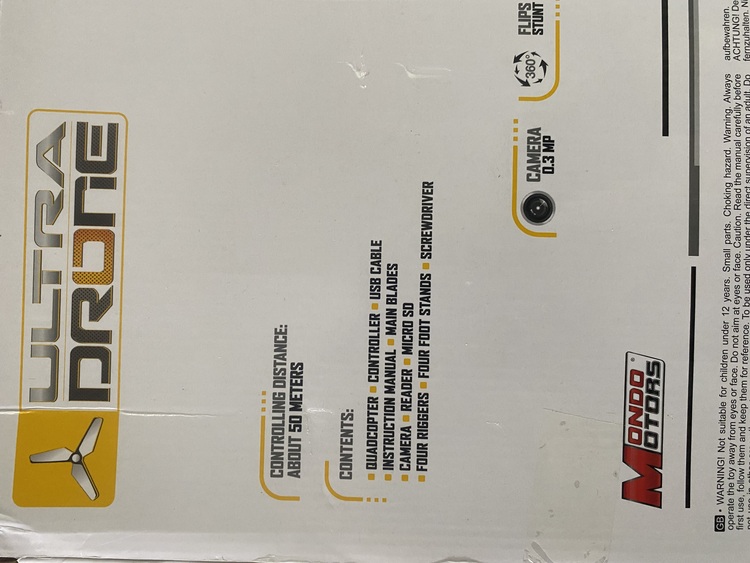 ULTRA
DRONE
CONTROLLING DISTANCE:
ABOUT 50 METERS
CONTENTS:
▪ QUADCOPTER ▪ CONTROLLER ▪ USB CABLE
▪ INSTRUCTION MANUAL ▪ MAIN BLADES
▪ CAMERA ▪ READER ▪ MICRO SD
▪ FOUR RIGGERS ▪ FOUR FOOT STANDS ▪ SCREWDRIVER
CAMERA
0.3 MP
360°
FLIPS
STUNT
MONDO
MOTORS
GB • WARNING! Not suitable for children under 12 years. Small parts. Choking hazard. Warning. Always
operate the toy away from eyes or face. Do not aim at eyes or face. Caution. Read the manual carefully before
first use, follow them and keep them for reference. To be used only under the direct supervision of an adult. Do
aufbewahren.
ACHTUNG! De
fernzuhalten. Ni